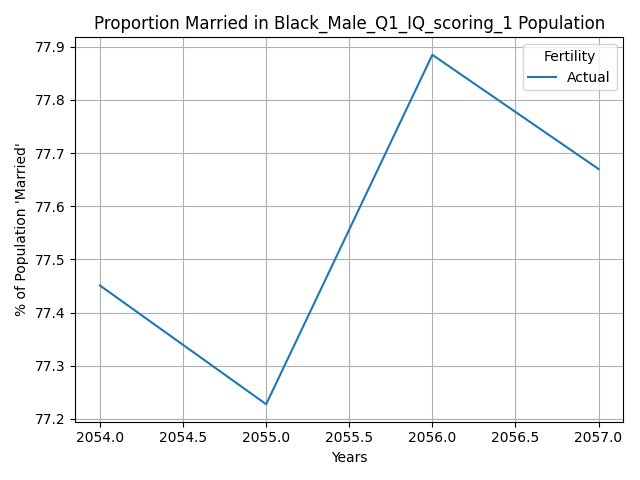 Proportion Married in Black_Male_Q1_IQ_scoring_1 Population
77.9
77.8
77.7
77.6
77.5
77.4
77.3
77.2
% of Population 'Married'
Fertility
Actual
2054.0 2054.5 2055.0 2055.5 2056.0 2056.5 2057.0
Years